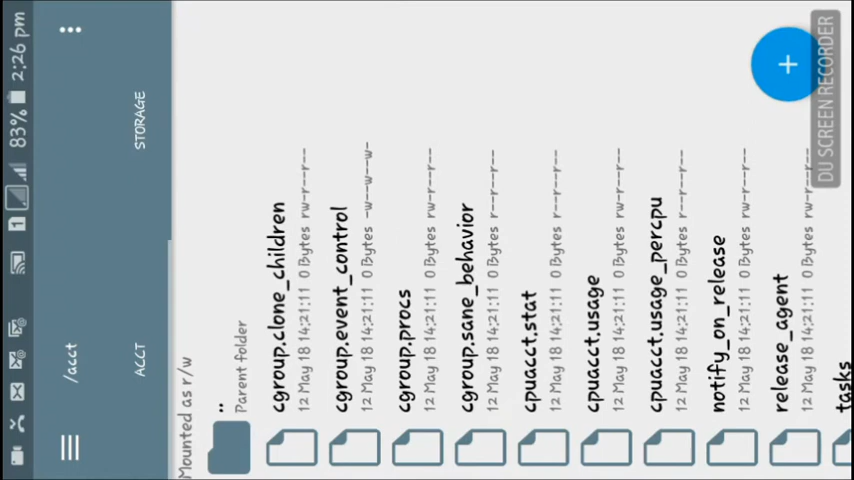 83% 2:26 pm
/acct
ACCT
STORAGE
Mounted as r/w
..
Parent folder
cgroup.clone_children
12 May 18 14:21:11 0 Bytes rw-r--r--
cgroup.event_control
12 May 18 14:21:11 0 Bytes -w--w--w-
cgroup.procs
12 May 18 14:21:11 0 Bytes rw-r--r--
cgroup.sane_behavior
12 May 18 14:21:11 0 Bytes r--r--r--
cpuacct.stat
12 May 18 14:21:11 0 Bytes r--r--r--
cpuacct.usage
12 May 18 14:21:11 0 Bytes rw-r--r--
cpuacct.usage_percpu
12 May 18 14:21:11 0 Bytes r--r--r--
notify_on_release
12 May 18 14:21:11 0 Bytes rw-r--r--
release_agent
12 May 18 14:21:11 0 Bytes rw-r--r--
tasks
DU SCREEN RECORDER